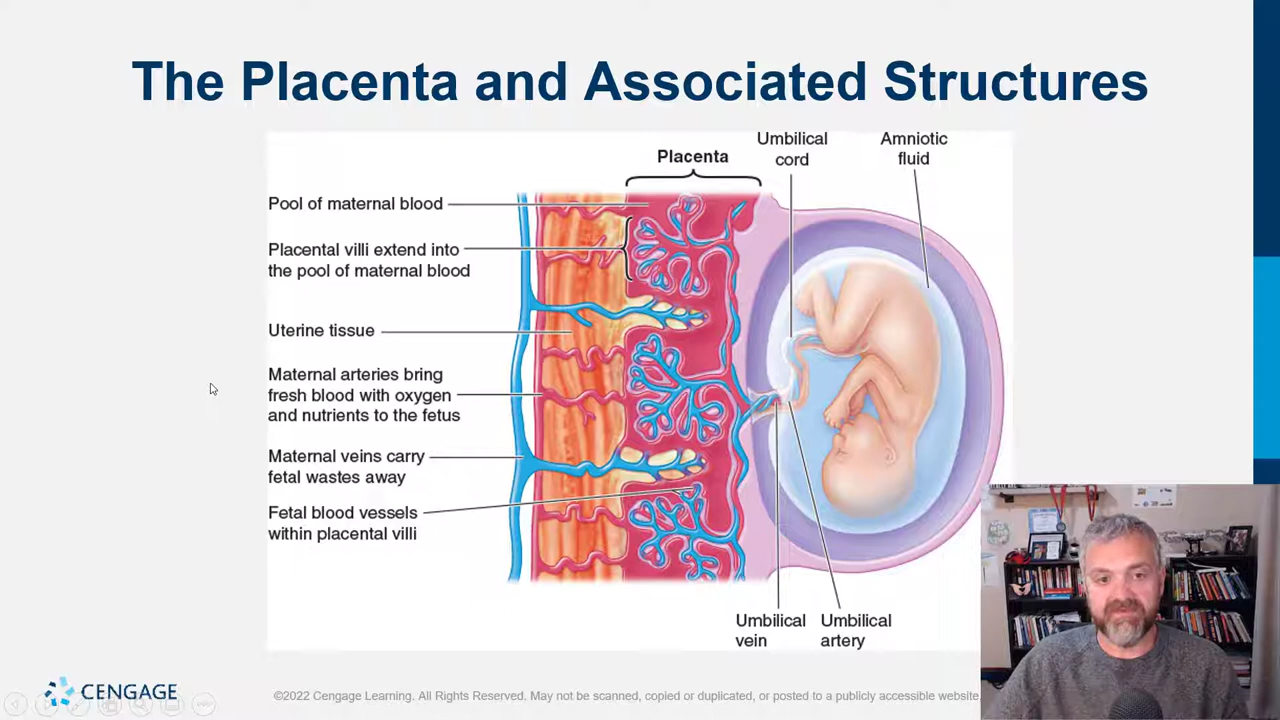 The Placenta and Associated Structures
Umbilical
cord
Amniotic
fluid
Placenta
Pool of maternal blood
Placental villi extend into
the pool of maternal blood
Uterine tissue
Maternal arteries bring
fresh blood with oxygen
and nutrients to the fetus
Maternal veins carry
fetal wastes away
Fetal blood vessels
within placental villi
Umbilical
vein
Umbilical
artery
CENGAGE
©2022 Cengage Learning. All Rights Reserved. May not be scanned, copied or duplicated, or posted to a publicly accessible website